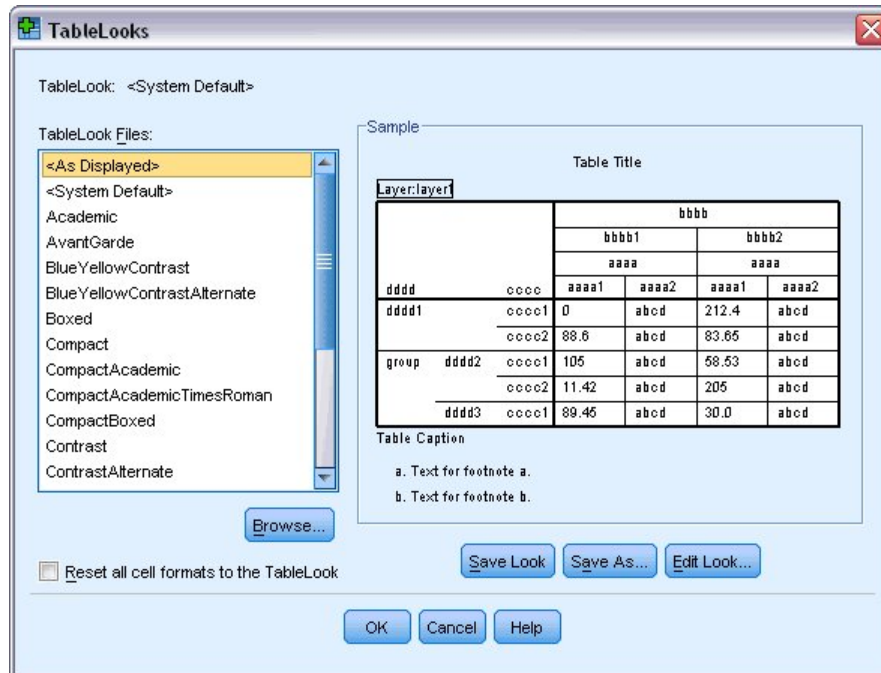 TableLooks
TableLook: <System Default>
TableLook Files:
<As Displayed>
<System Default>
Academic
AvantGarde
BlueYellowContrast
BlueYellowContrastAlternate
Boxed
Compact
CompactAcademic
CompactAcademicTimesRoman
CompactBoxed
Contrast
ContrastAlternate
Browse...
Reset all cell formats to the TableLook
Sample
Table Title
Layer:layer1
bbbb
bbbb1 bbbb2
aaaa aaaa
dddd cccc aaaa1 aaaa2 aaaa1 aaaa2
dddd1 cccc1 0 abcd 212.4 abcd
cccc2 88.6 abcd 83.65 abcd
group dddd2 cccc1 105 abcd 58.53 abcd
cccc2 11.42 abcd 205 abcd
dddd3 cccc1 89.45 abcd 30.0 abcd
Table Caption
a. Text for footnote a.
b. Text for footnote b.
Save Look Save As... Edit Look...
OK Cancel Help